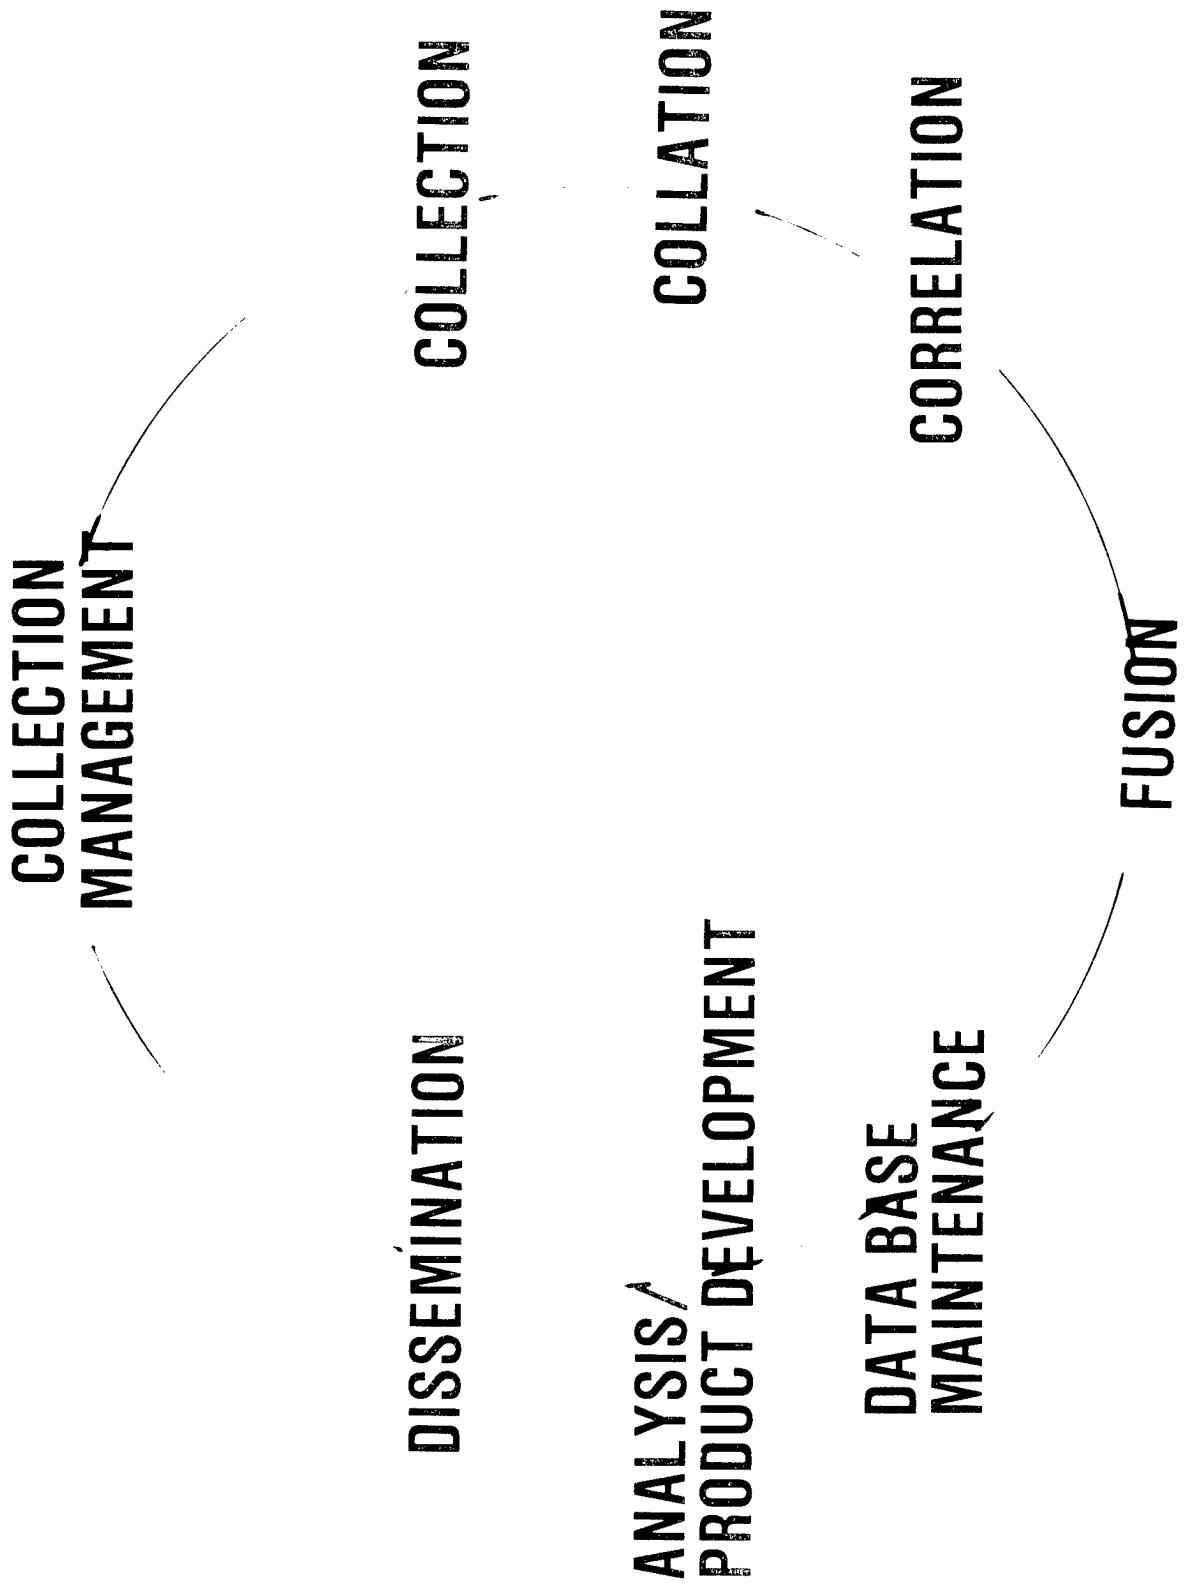 COLLECTION
MANAGEMENT
COLLECTION
COLLATION
CORRELATION
FUSION
DATA BASE
MAINTENANCE
ANALYSIS/
PRODUCT DEVELOPMENT
DISSEMINATION